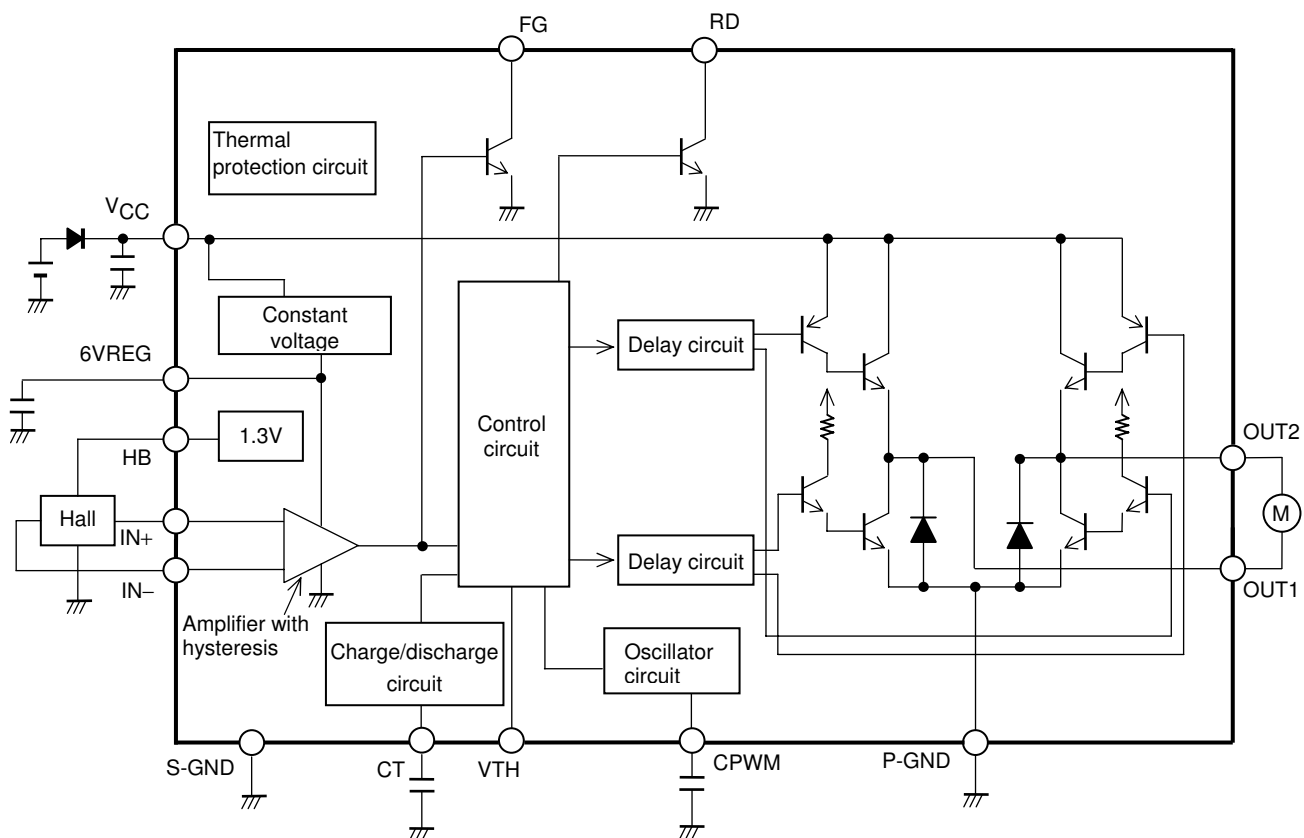 FG
RD
Thermal
protection circuit
VCC
Constant
voltage
6VREG
Delay circuit
1.3V
Control
circuit
HB
OUT2
Hall
M
IN+
Delay circuit
IN–
OUT1
Amplifier with
hysteresis
Charge/discharge
circuit
Oscillator
circuit
S-GND
CT
VTH
CPWM
P-GND